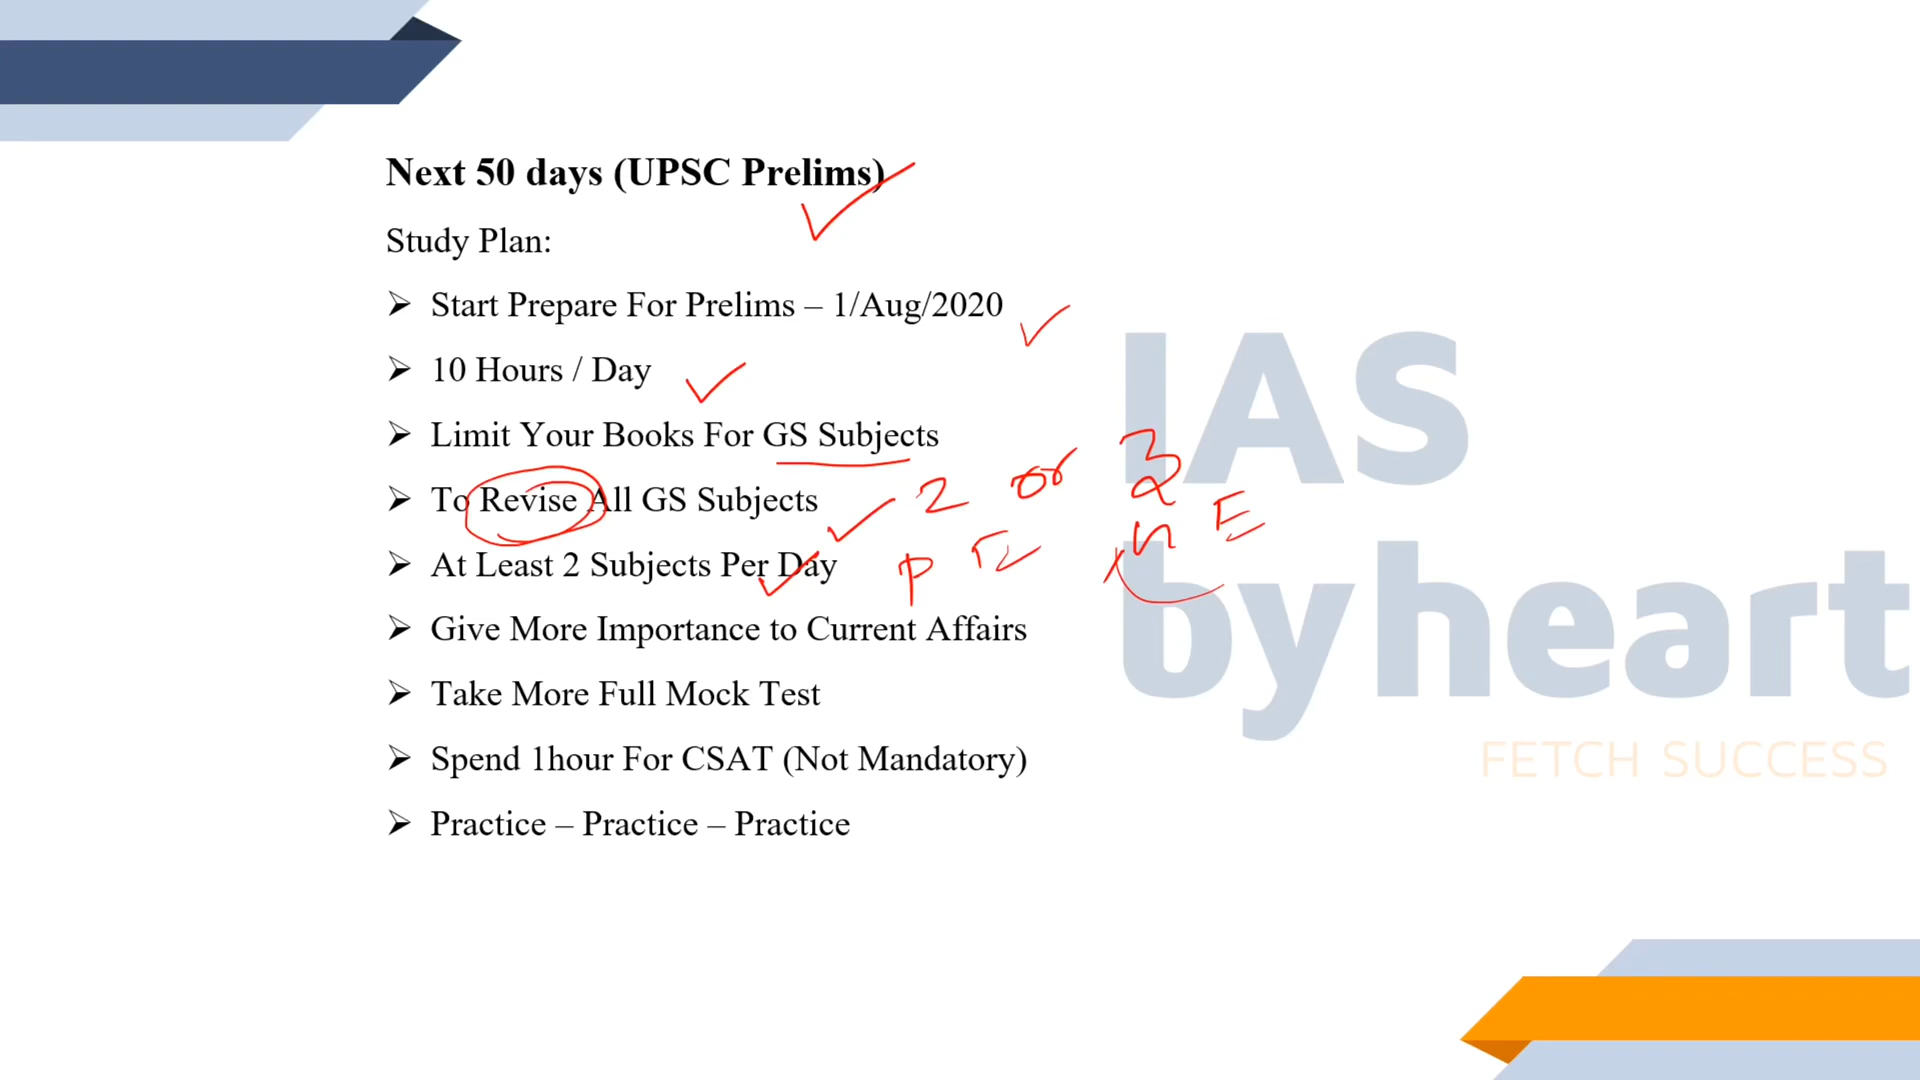 Next 50 days (UPSC Prelims)
Study Plan:
➢ Start Prepare For Prelims – 1/Aug/2020
➢ 10 Hours / Day
➢ Limit Your Books For GS Subjects
➢ To Revise All GS Subjects
2 or 3
➢ At Least 2 Subjects Per Day
P
E
➢ Give More Importance to Current Affairs
➢ Take More Full Mock Test
➢ Spend 1hour For CSAT (Not Mandatory)
➢ Practice – Practice – Practice
IAS
byheart
FETCH SUCCESS